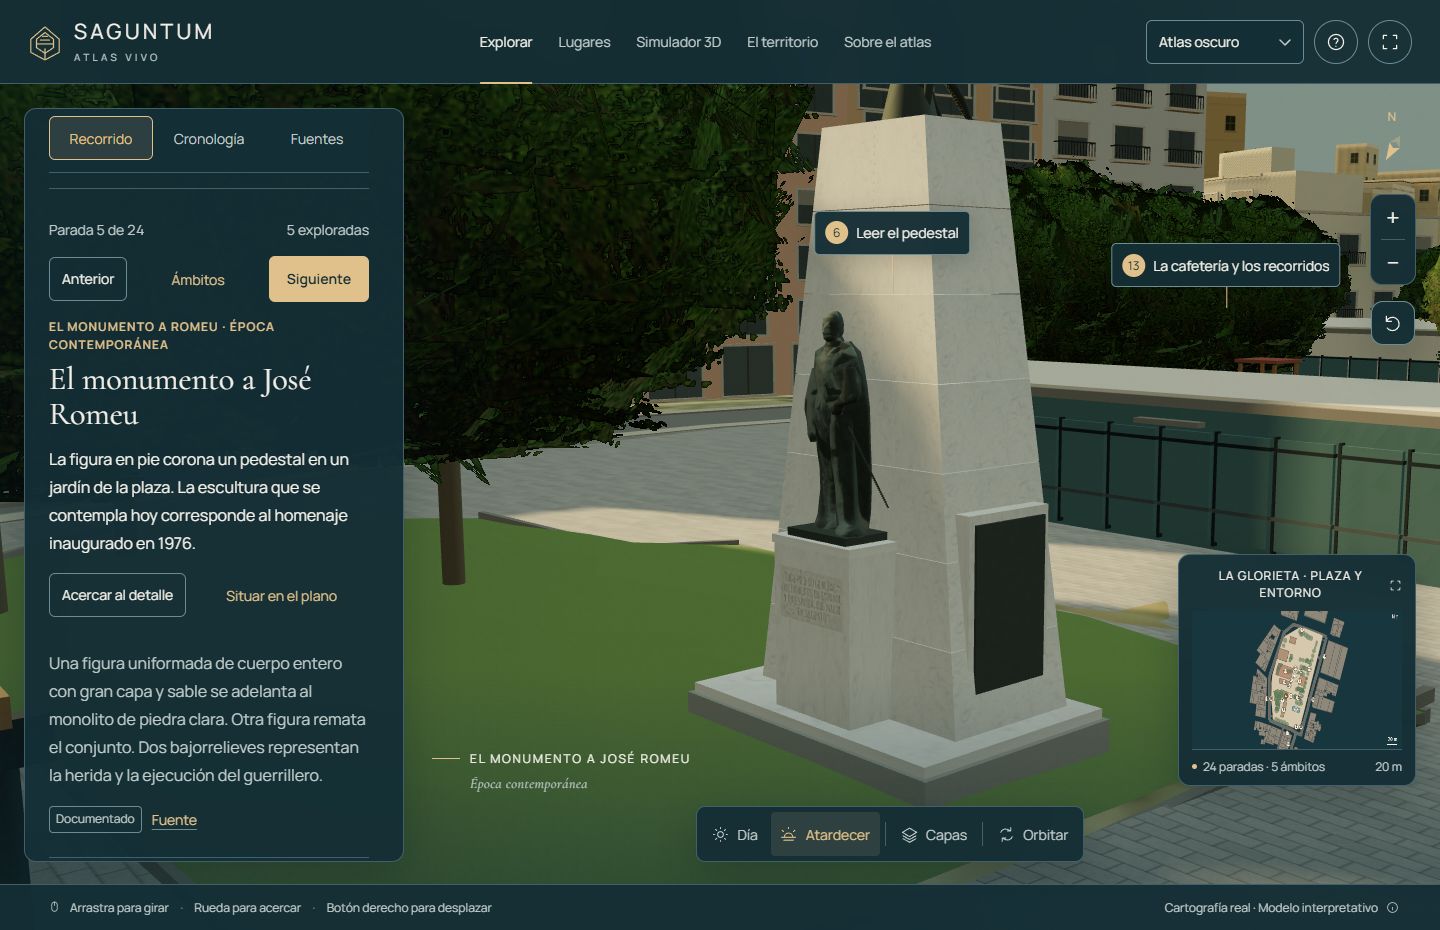 SAGUNTUM
ATLAS VIVO
Explorar
Lugares
Simulador 3D
El territorio
Sobre el atlas
Atlas oscuro
N
Recorrido
Cronología
Fuentes
Parada 5 de 24
5 exploradas
Anterior
Ámbitos
Siguiente
EL MONUMENTO A ROMEU · ÉPOCA
CONTEMPORÁNEA
El monumento a José
Romeu
La figura en pie corona un pedestal en un
jardín de la plaza. La escultura que se
contempla hoy corresponde al homenaje
inaugurado en 1976.
Acercar al detalle
Situar en el plano
Una figura uniformada de cuerpo entero
con gran capa y sable se adelanta al
monolito de piedra clara. Otra figura remata
el conjunto. Dos bajorrelieves representan
la herida y la ejecución del guerrillero.
Documentado
Fuente
6 Leer el pedestal
13 La cafetería y los recorridos
+
−
EL MONUMENTO A JOSÉ ROMEU
Época contemporánea
LA GLORIETA · PLAZA Y
ENTORNO
24 paradas · 5 ámbitos
20 m
Día
Atardecer
Capas
Orbitar
Arrastra para girar · Rueda para acercar · Botón derecho para desplazar
Cartografía real · Modelo interpretativo